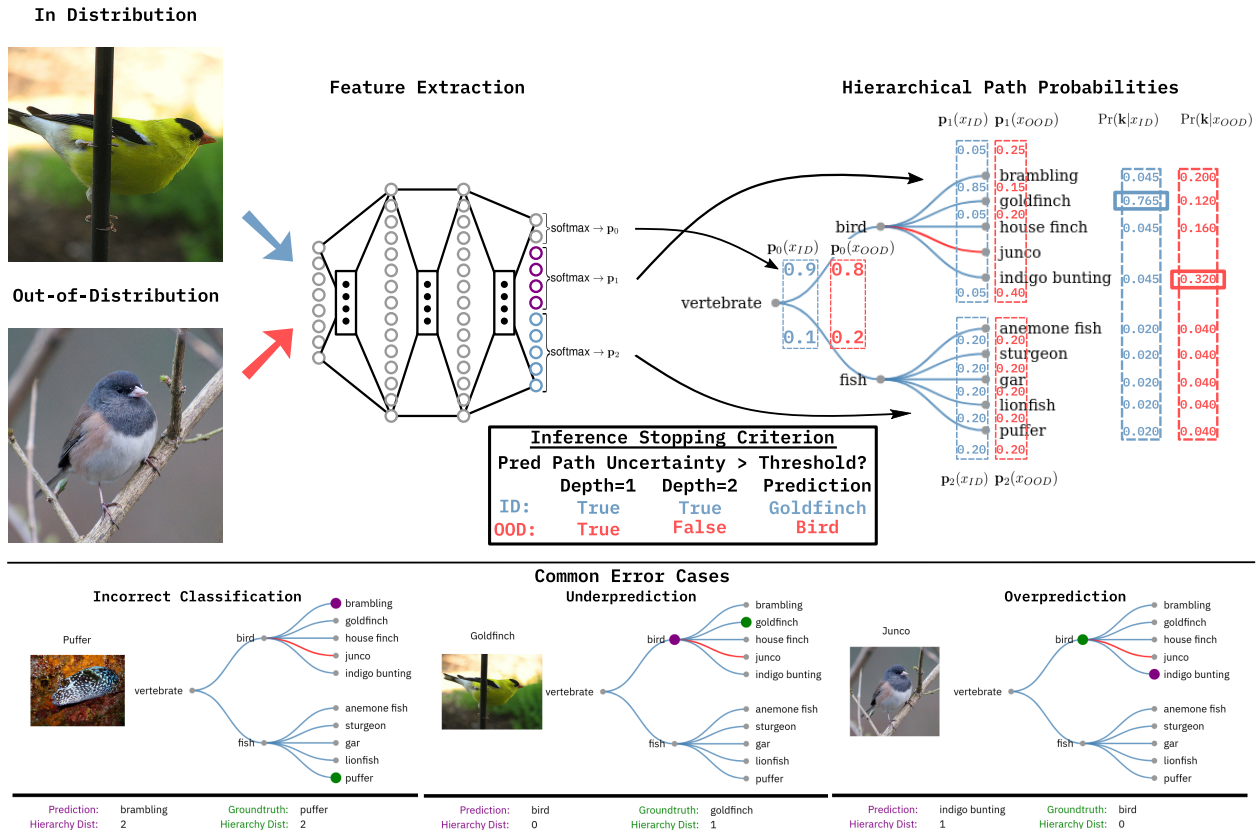 In Distribution
Out-of-Distribution
Feature Extraction
softmax → p₀
softmax → p₁
softmax → p₂
Hierarchical Path Probabilities
p₁(x_ID) p₁(x_OOD) Pr(k|x_ID) Pr(k|x_OOD)
0.05 0.25
brambling 0.045 0.200
0.85 0.15
goldfinch 0.765 0.120
0.05 0.20
bird house finch 0.045 0.160
p₀(x_ID) p₀(x_OOD)
junco
0.9 0.8
indigo bunting 0.045 0.320
0.05 0.40
vertebrate
0.1 0.2
anemone fish 0.020 0.040
0.20 0.20
sturgeon 0.020 0.040
0.20 0.20
fish gar 0.020 0.040
0.20 0.20
lionfish 0.020 0.040
0.20 0.20
puffer 0.020 0.040
0.20 0.20
p₂(x_ID) p₂(x_OOD)
Inference Stopping Criterion
Pred Path Uncertainty > Threshold?
Depth=1 Depth=2 Prediction
ID: True True Goldfinch
OOD: True False Bird
Common Error Cases
Incorrect Classification
Puffer
vertebrate
bird
brambling
goldfinch
house finch
junco
indigo bunting
fish
anemone fish
sturgeon
gar
lionfish
puffer
Prediction: brambling Groundtruth: puffer
Hierarchy Dist: 2 Hierarchy Dist: 2
Underprediction
Goldfinch
vertebrate
bird
brambling
goldfinch
house finch
junco
indigo bunting
fish
anemone fish
sturgeon
gar
lionfish
puffer
Prediction: bird Groundtruth: goldfinch
Hierarchy Dist: 0 Hierarchy Dist: 1
Overprediction
Junco
vertebrate
bird
brambling
goldfinch
house finch
junco
indigo bunting
fish
anemone fish
sturgeon
gar
lionfish
puffer
Prediction: indigo bunting Groundtruth: bird
Hierarchy Dist: 1 Hierarchy Dist: 0